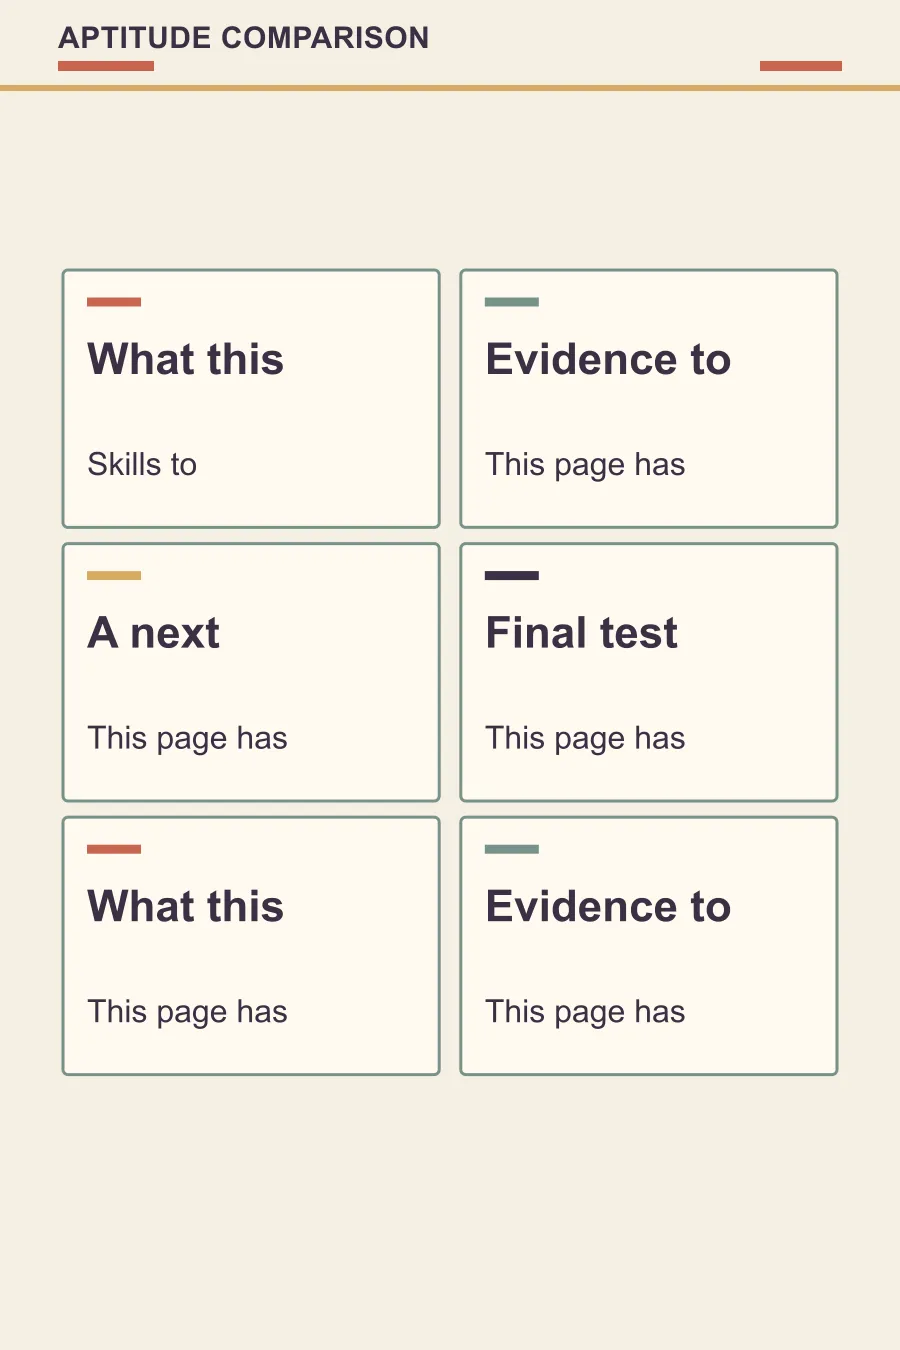 APTITUDE COMPARISON
What this
Skills to
Evidence to
This page has
A next
This page has
Final test
This page has
What this
This page has
Evidence to
This page has